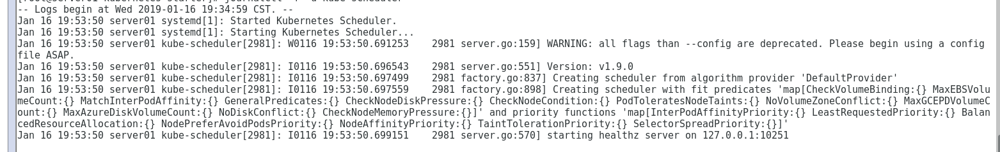 -- Logs begin at Wed 2019-01-16 19:34:59 CST. --
Jan 16 19:53:50 server01 systemd[1]: Started Kubernetes Scheduler.
Jan 16 19:53:50 server01 systemd[1]: Starting Kubernetes Scheduler...
Jan 16 19:53:50 server01 kube-scheduler[2981]: W0116 19:53:50.691253    2981 server.go:159] WARNING: all flags than --config are deprecated. Please begin using a config
file ASAP.
Jan 16 19:53:50 server01 kube-scheduler[2981]: I0116 19:53:50.696543    2981 server.go:551] Version: v1.9.0
Jan 16 19:53:50 server01 kube-scheduler[2981]: I0116 19:53:50.697499    2981 factory.go:837] Creating scheduler from algorithm provider 'DefaultProvider'
Jan 16 19:53:50 server01 kube-scheduler[2981]: I0116 19:53:50.697559    2981 factory.go:898] Creating scheduler with fit predicates 'map[CheckVolumeBinding:{} MaxEBSVolu
meCount:{} MatchInterPodAffinity:{} GeneralPredicates:{} CheckNodeDiskPressure:{} CheckNodeCondition:{} PodToleratesNodeTaints:{} NoVolumeZoneConflict:{} MaxGCEPDVolumeC
ount:{} MaxAzureDiskVolumeCount:{} NoDiskConflict:{} CheckNodeMemoryPressure:{}]' and priority functions 'map[InterPodAffinityPriority:{} LeastRequestedPriority:{} Balan
cedResourceAllocation:{} NodePreferAvoidPodsPriority:{} NodeAffinityPriority:{} TaintTolerationPriority:{} SelectorSpreadPriority:{}]'
Jan 16 19:53:50 server01 kube-scheduler[2981]: I0116 19:53:50.699151    2981 server.go:570] starting healthz server on 127.0.0.1:10251